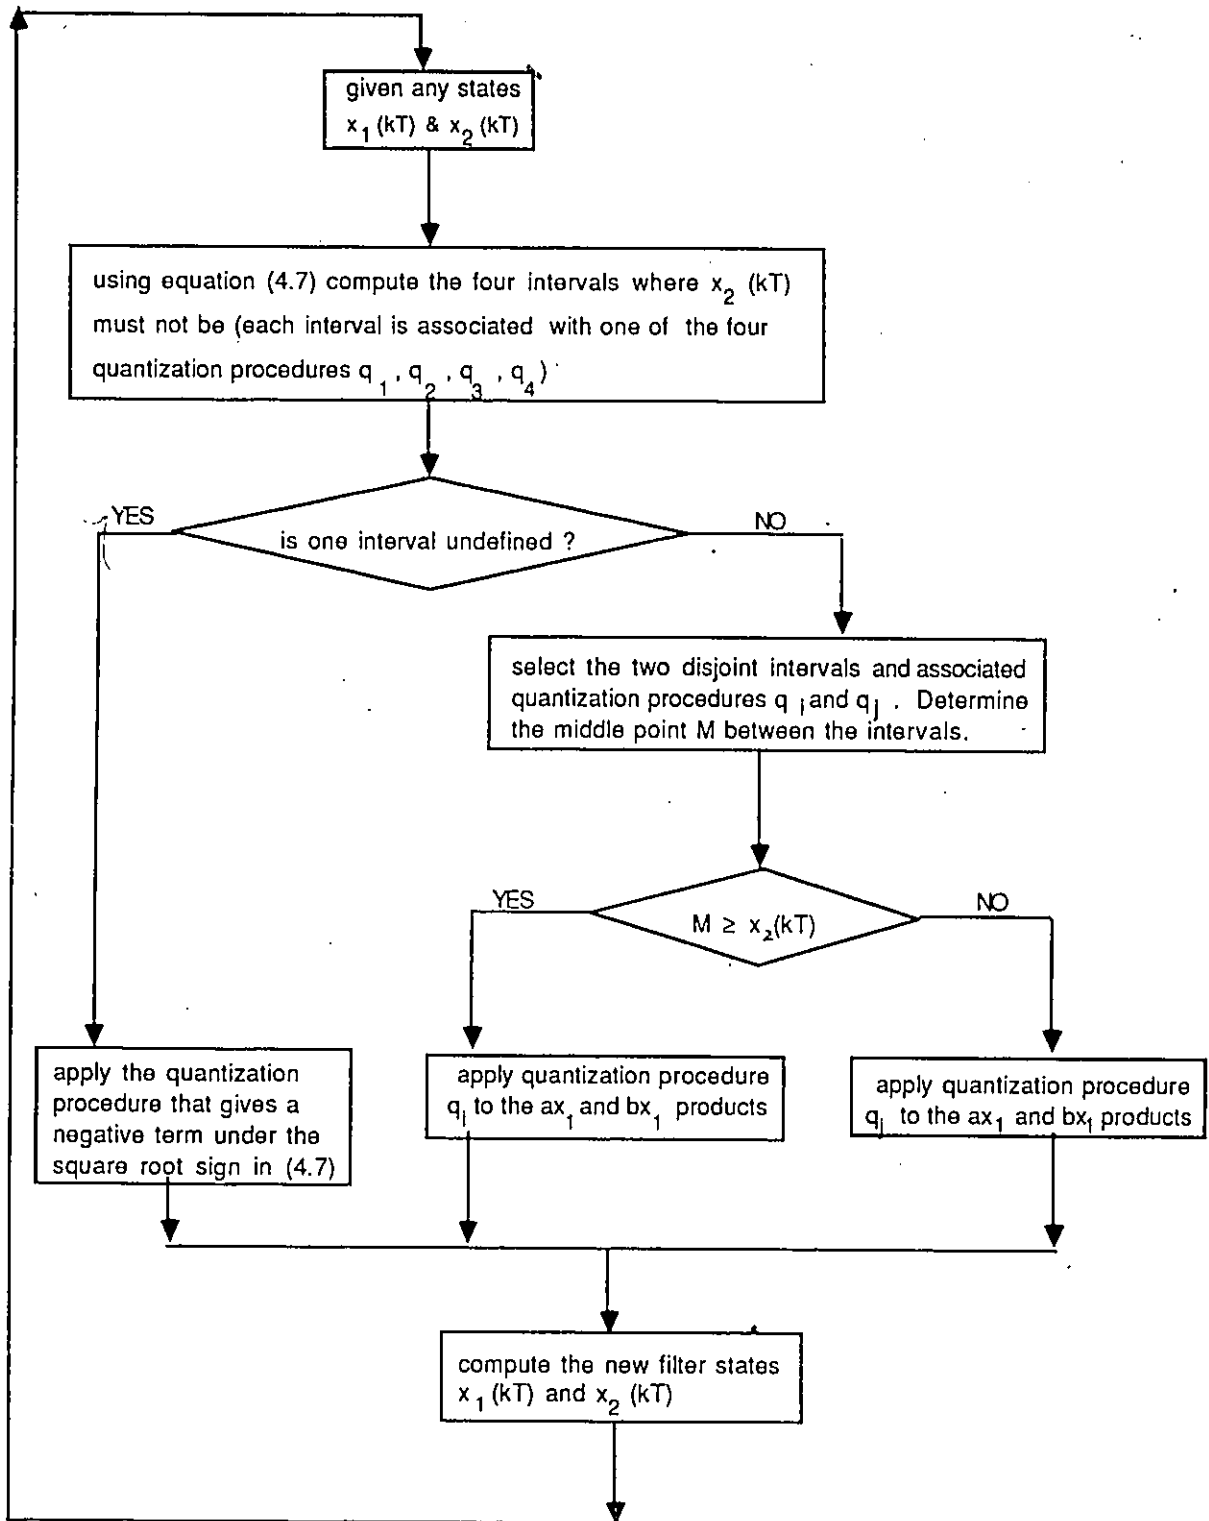 given any states
x₁(kT) & x₂(kT)
using equation (4.7) compute the four intervals where x₂ (kT)
must not be (each interval is associated with one of the four
quantization procedures q₁, q₂, q₃, q₄)
YES
NO
is one interval undefined ?
select the two disjoint intervals and associated
quantization procedures qᵢ and qⱼ . Determine
the middle point M between the intervals.
YES
NO
M ≥ x₂(kT)
apply the quantization
procedure that gives a
negative term under the
square root sign in (4.7)
apply quantization procedure
qᵢ to the ax₁ and bx₁ products
apply quantization procedure
qⱼ to the ax₁ and bx₁ products
compute the new filter states
x₁(kT) and x₂ (kT)